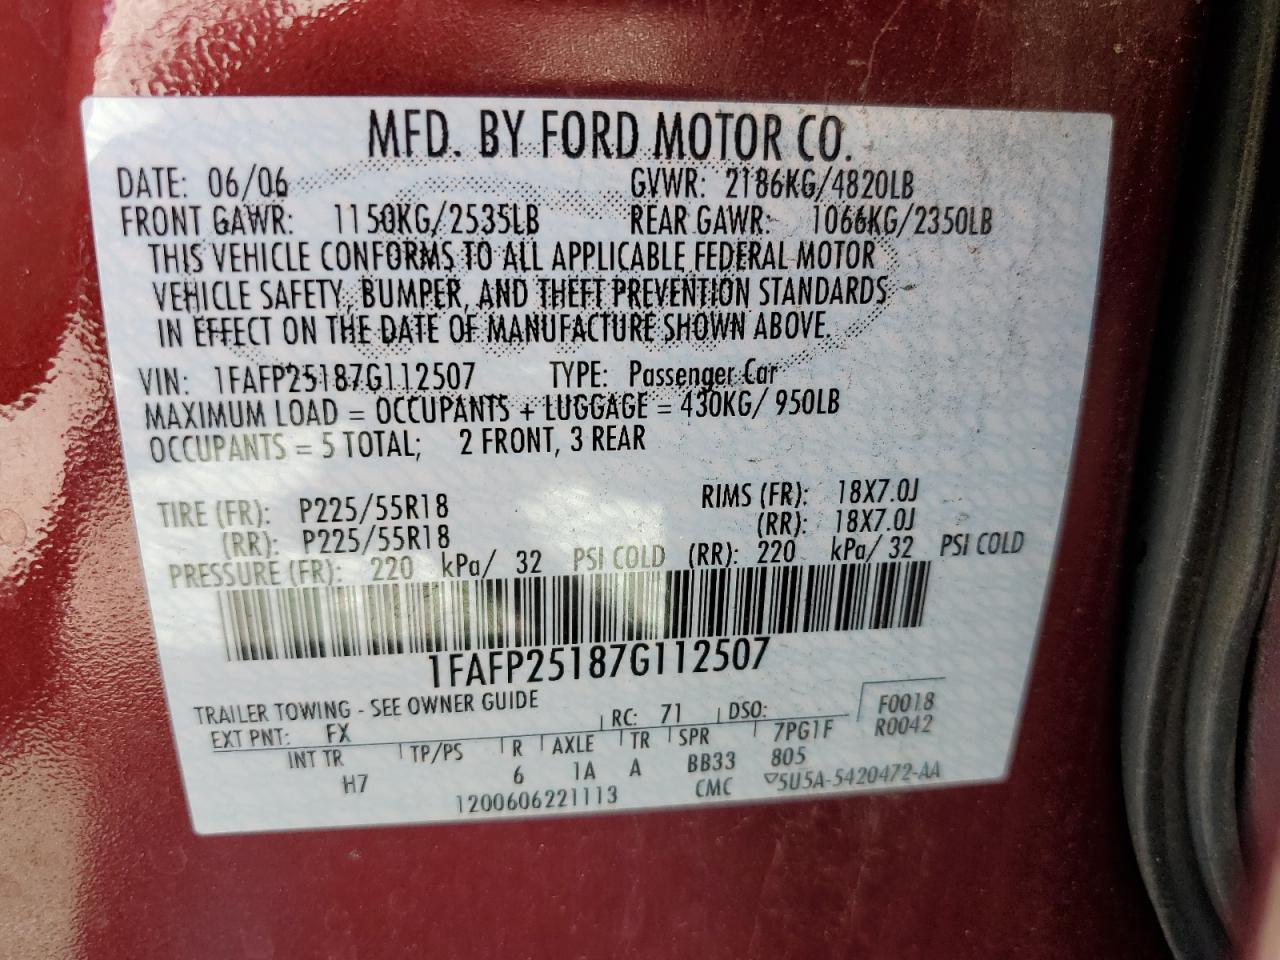 MFD. BY FORD MOTOR CO.
DATE: 06/06 GVWR: 2186KG/4820LB
FRONT GAWR: 1150KG/2535LB REAR GAWR: 1066KG/2350LB
THIS VEHICLE CONFORMS TO ALL APPLICABLE FEDERAL MOTOR
VEHICLE SAFETY, BUMPER, AND THEFT PREVENTION STANDARDS
IN EFFECT ON THE DATE OF MANUFACTURE SHOWN ABOVE.
VIN: 1FAFP25187G112507 TYPE: Passenger Car
MAXIMUM LOAD = OCCUPANTS + LUGGAGE = 430KG/ 950LB
OCCUPANTS = 5 TOTAL; 2 FRONT, 3 REAR
TIRE (FR): P225/55R18 RIMS (FR): 18X7.0J
(RR): P225/55R18 (RR): 18X7.0J
PRESSURE (FR): 220 kPa/ 32 PSI COLD (RR): 220 kPa/ 32 PSI COLD
1FAFP25187G112507
TRAILER TOWING - SEE OWNER GUIDE
EXT PNT: FX RC: 71 DSO: F0018
R0042
INT TR TP/PS R AXLE TR SPR 7PG1F
H7 6 1A A BB33 805
1200606221113 CMC ▽5U5A-5420472-AA